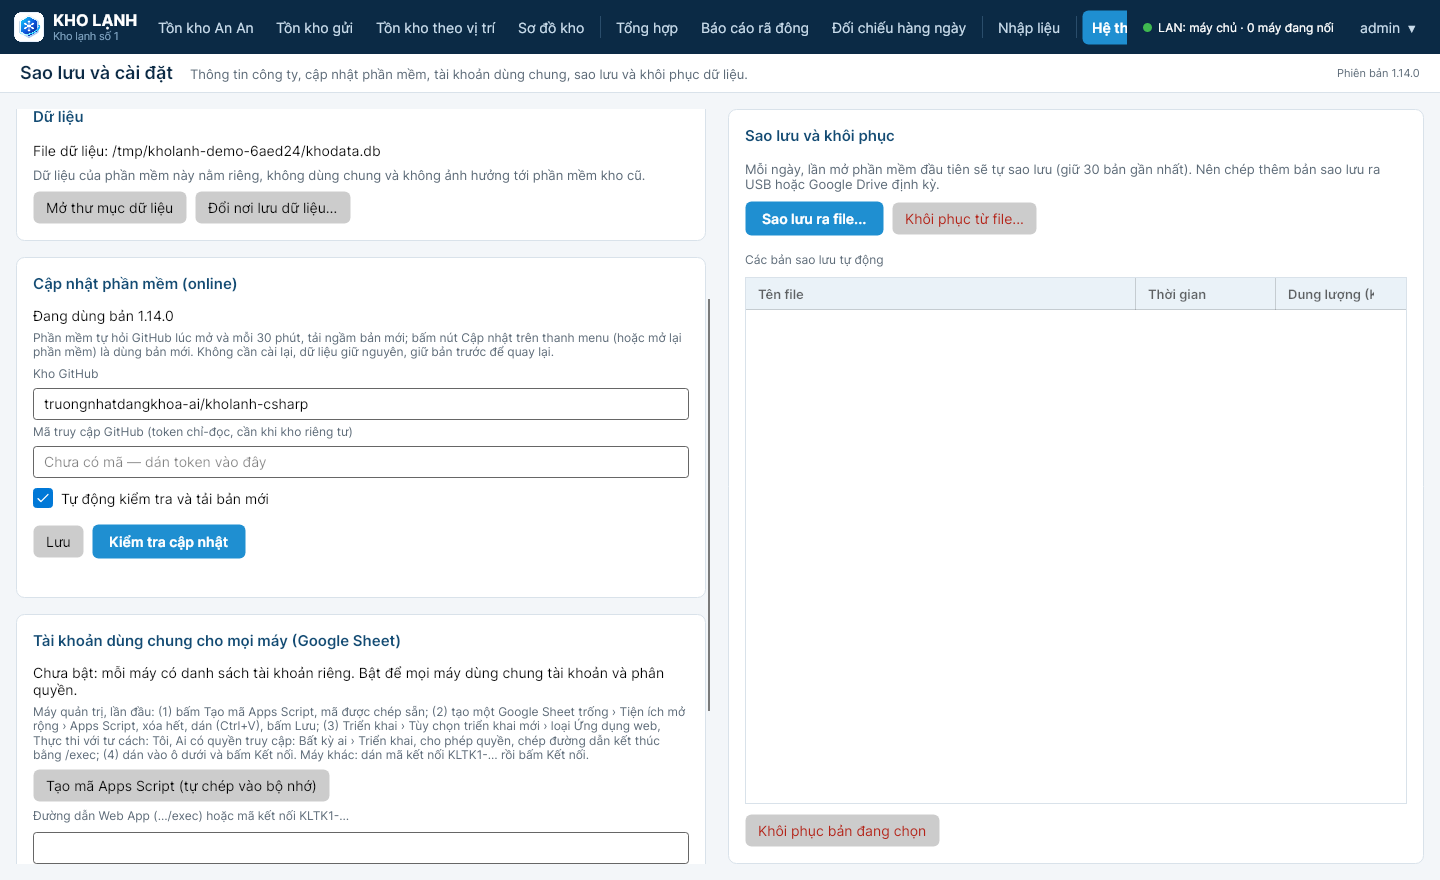 KHO LẠNH
Kho lạnh số 1
Tồn kho An An
Tồn kho gửi
Tồn kho theo vị trí
Sơ đồ kho
Tổng hợp
Báo cáo rã đông
Đối chiếu hàng ngày
Nhập liệu
Hệ th
LAN: máy chủ · 0 máy đang nối
admin ▾
Sao lưu và cài đặt
Thông tin công ty, cập nhật phần mềm, tài khoản dùng chung, sao lưu và khôi phục dữ liệu.
Phiên bản 1.14.0
Dữ liệu
File dữ liệu: /tmp/kholanh-demo-6aed24/khodata.db
Dữ liệu của phần mềm này nằm riêng, không dùng chung và không ảnh hưởng tới phần mềm kho cũ.
Mở thư mục dữ liệu
Đổi nơi lưu dữ liệu...
Cập nhật phần mềm (online)
Đang dùng bản 1.14.0
Phần mềm tự hỏi GitHub lúc mở và mỗi 30 phút, tải ngầm bản mới; bấm nút Cập nhật trên thanh menu (hoặc mở lại
phần mềm) là dùng bản mới. Không cần cài lại, dữ liệu giữ nguyên, giữ bản trước để quay lại.
Kho GitHub
truongnhatdangkhoa-ai/kholanh-csharp
Mã truy cập GitHub (token chỉ-đọc, cần khi kho riêng tư)
Chưa có mã — dán token vào đây
Tự động kiểm tra và tải bản mới
Lưu
Kiểm tra cập nhật
Tài khoản dùng chung cho mọi máy (Google Sheet)
Chưa bật: mỗi máy có danh sách tài khoản riêng. Bật để mọi máy dùng chung tài khoản và phân
quyền.
Máy quản trị, lần đầu: (1) bấm Tạo mã Apps Script, mã được chép sẵn; (2) tạo một Google Sheet trống › Tiện ích mở
rộng › Apps Script, xóa hết, dán (Ctrl+V), bấm Lưu; (3) Triển khai › Tùy chọn triển khai mới › loại Ứng dụng web,
Thực thi với tư cách: Tôi, Ai có quyền truy cập: Bất kỳ ai › Triển khai, cho phép quyền, chép đường dẫn kết thúc
bằng /exec; (4) dán vào ô dưới và bấm Kết nối. Máy khác: dán mã kết nối KLTK1-... rồi bấm Kết nối.
Tạo mã Apps Script (tự chép vào bộ nhớ)
Đường dẫn Web App (.../exec) hoặc mã kết nối KLTK1-...
Sao lưu và khôi phục
Mỗi ngày, lần mở phần mềm đầu tiên sẽ tự sao lưu (giữ 30 bản gần nhất). Nên chép thêm bản sao lưu ra
USB hoặc Google Drive định kỳ.
Sao lưu ra file...
Khôi phục từ file...
Các bản sao lưu tự động
Tên file
Thời gian
Dung lượng (K
Khôi phục bản đang chọn